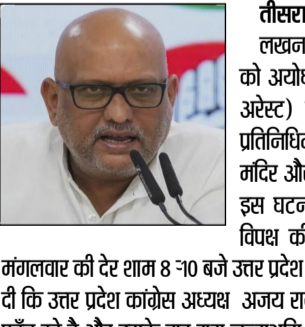 तीसरा
लखन
को अयोध
अरेस्ट)
प्रतिनिधि
मंदिर और
इस घटन
विपक्ष की
मंगलवार की देर शाम 8 -10 बजे उत्तर प्रदेश
दी कि उत्तर प्रदेश कांग्रेस अध्यक्ष अजय रा